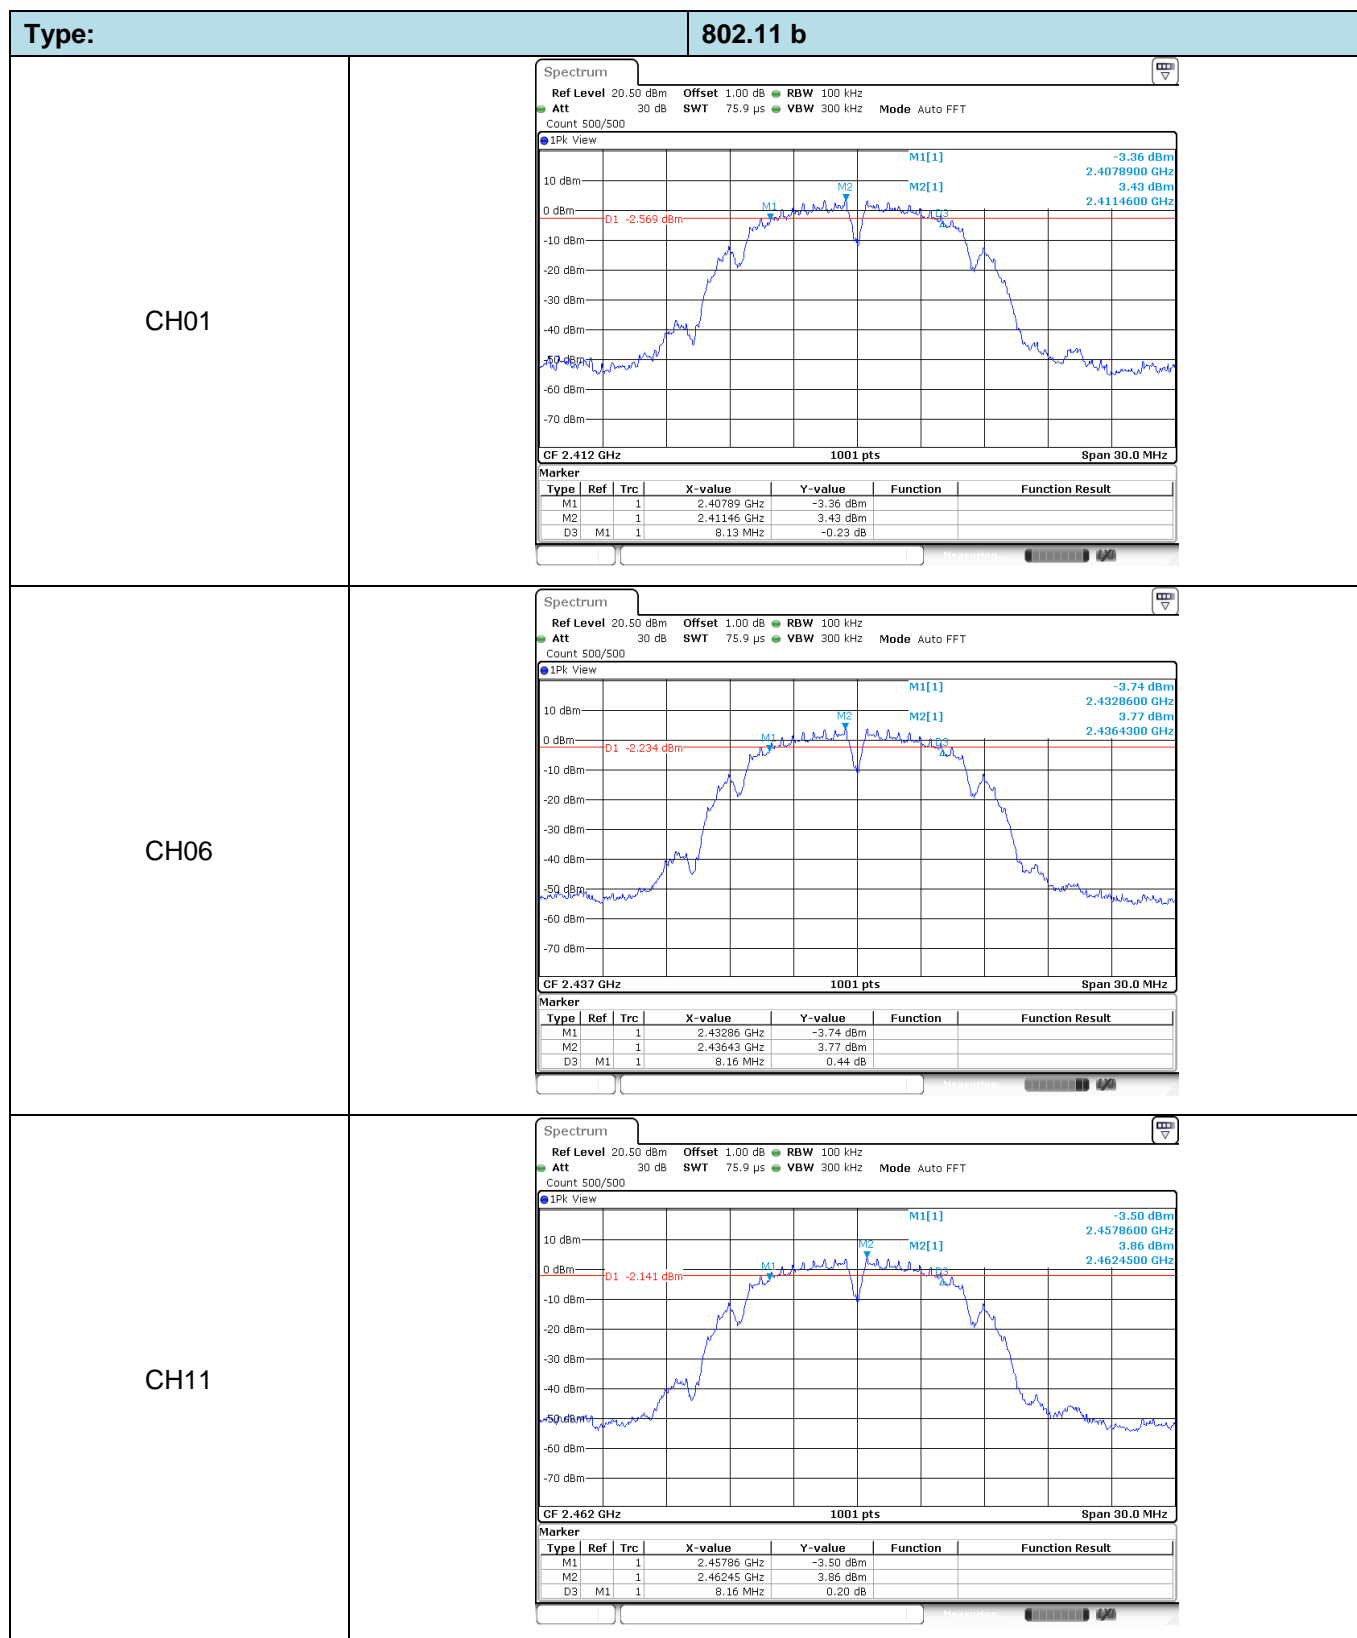 Type: 802.11 b
CH01
Spectrum
Ref Level 20.50 dBm Offset 1.00 dB RBW 100 kHz
Att 30 dB SWT 75.9 µs VBW 300 kHz Mode Auto FFT
Count 500/500
1Pk View
M1[1] -3.36 dBm
2.4078900 GHz
10 dBm
M2 M2[1] 3.43 dBm
2.4114600 GHz
M1
0 dBm
D3
D1 -2.569 dBm
-10 dBm
-20 dBm
-30 dBm
-40 dBm
-50 dBm
-60 dBm
-70 dBm
CF 2.412 GHz 1001 pts Span 30.0 MHz
Marker
Type Ref Trc X-value Y-value Function Function Result
M1 1 2.40789 GHz -3.36 dBm
M2 1 2.41146 GHz 3.43 dBm
D3 M1 1 8.13 MHz -0.23 dB
Measuring...
CH06
Spectrum
Ref Level 20.50 dBm Offset 1.00 dB RBW 100 kHz
Att 30 dB SWT 75.9 µs VBW 300 kHz Mode Auto FFT
Count 500/500
1Pk View
M1[1] -3.74 dBm
2.4328600 GHz
10 dBm
M2 M2[1] 3.77 dBm
2.4364300 GHz
M1
0 dBm
D3
D1 -2.234 dBm
-10 dBm
-20 dBm
-30 dBm
-40 dBm
-50 dBm
-60 dBm
-70 dBm
CF 2.437 GHz 1001 pts Span 30.0 MHz
Marker
Type Ref Trc X-value Y-value Function Function Result
M1 1 2.43286 GHz -3.74 dBm
M2 1 2.43643 GHz 3.77 dBm
D3 M1 1 8.16 MHz 0.44 dB
Measuring...
CH11
Spectrum
Ref Level 20.50 dBm Offset 1.00 dB RBW 100 kHz
Att 30 dB SWT 75.9 µs VBW 300 kHz Mode Auto FFT
Count 500/500
1Pk View
M1[1] -3.50 dBm
2.4578600 GHz
10 dBm
M2 M2[1] 3.86 dBm
2.4624500 GHz
M1
0 dBm
D3
D1 -2.141 dBm
-10 dBm
-20 dBm
-30 dBm
-40 dBm
-50 dBm
-60 dBm
-70 dBm
CF 2.462 GHz 1001 pts Span 30.0 MHz
Marker
Type Ref Trc X-value Y-value Function Function Result
M1 1 2.45786 GHz -3.50 dBm
M2 1 2.46245 GHz 3.86 dBm
D3 M1 1 8.16 MHz 0.20 dB
Measuring...